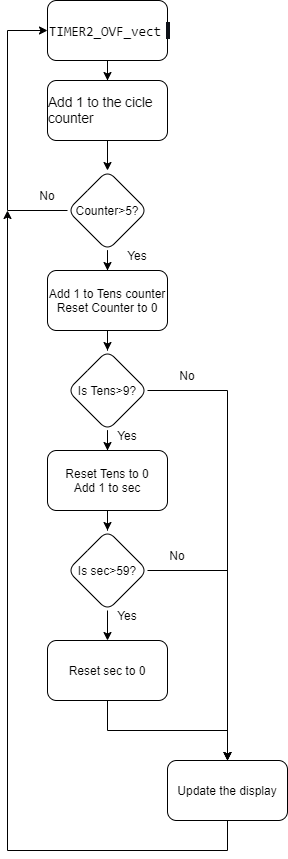 TIMER2_OVF_vect
Add 1 to the cicle
counter
No
Counter>5?
Yes
Add 1 to Tens counter
Reset Counter to 0
No
Is Tens>9?
Yes
Reset Tens to 0
Add 1 to sec
No
Is sec>59?
Yes
Reset sec to 0
Update the display